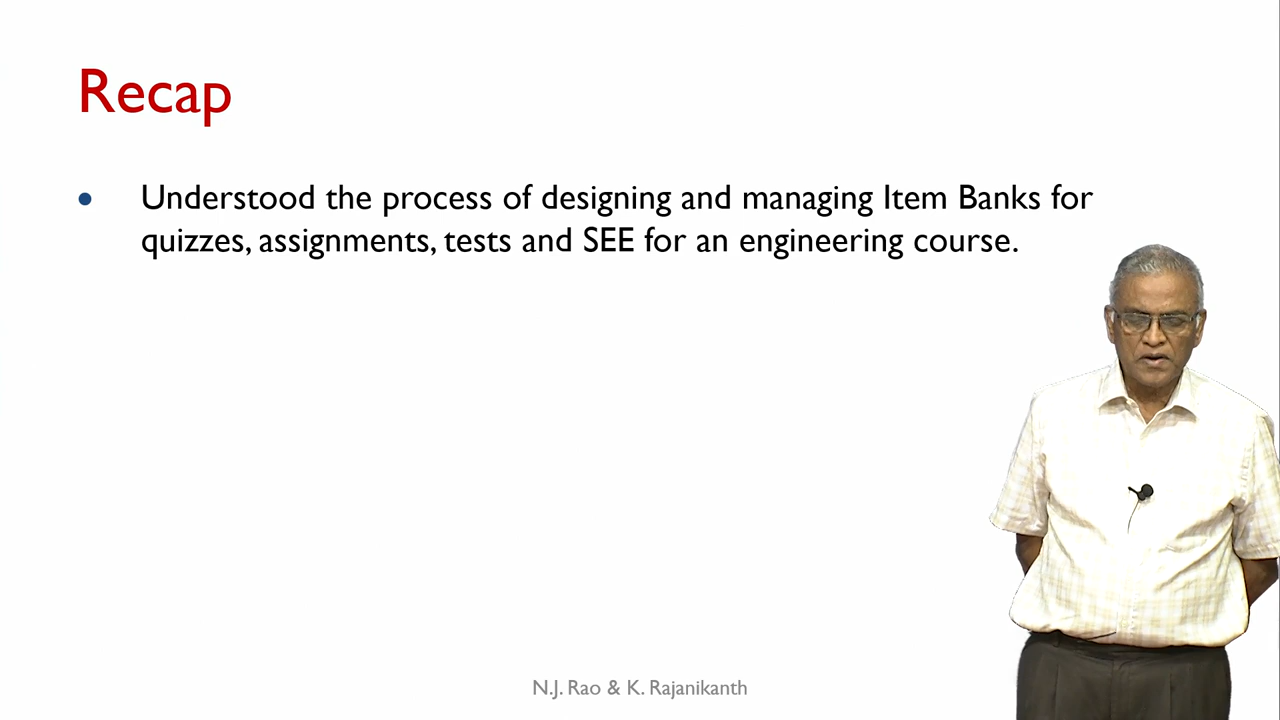 Recap
• Understood the process of designing and managing Item Banks for
quizzes, assignments, tests and SEE for an engineering course.
N.J. Rao & K. Rajanikanth